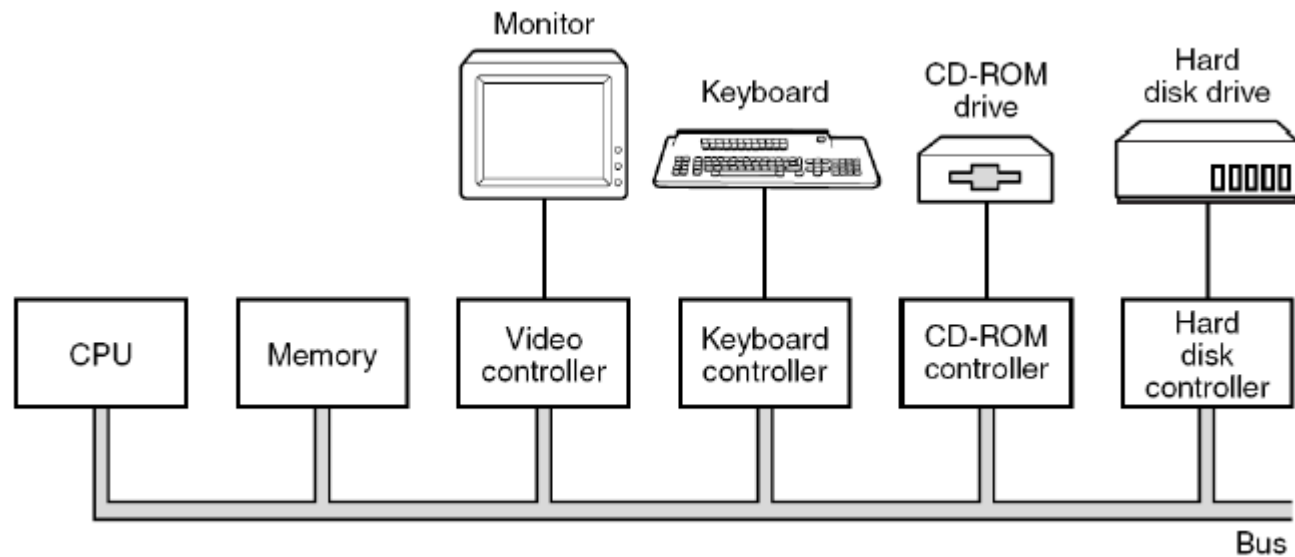 Monitor
Keyboard
CD-ROM
drive
Hard
disk drive
CPU
Memory
Video
controller
Keyboard
controller
CD-ROM
controller
Hard
disk
controller
Bus